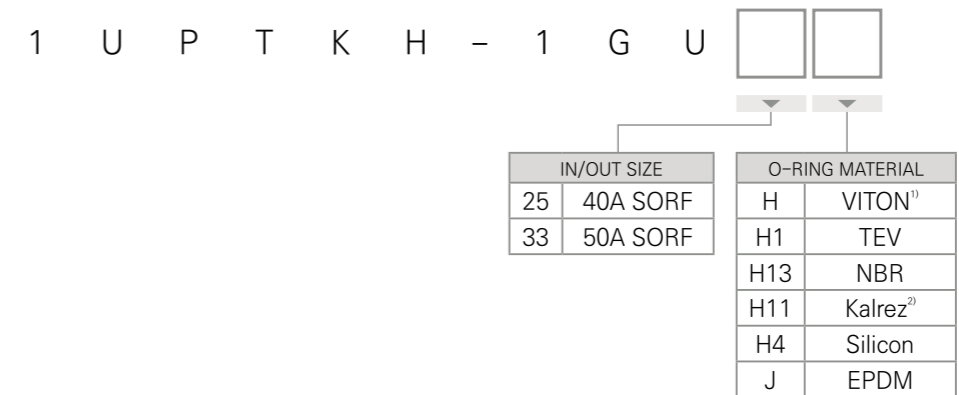 1 U P T K H – 1 G U
IN/OUT SIZE
25 40A SORF
33 50A SORF
O-RING MATERIAL
H VITON¹⁾
H1 TEV
H13 NBR
H11 Kalrez²⁾
H4 Silicon
J EPDM